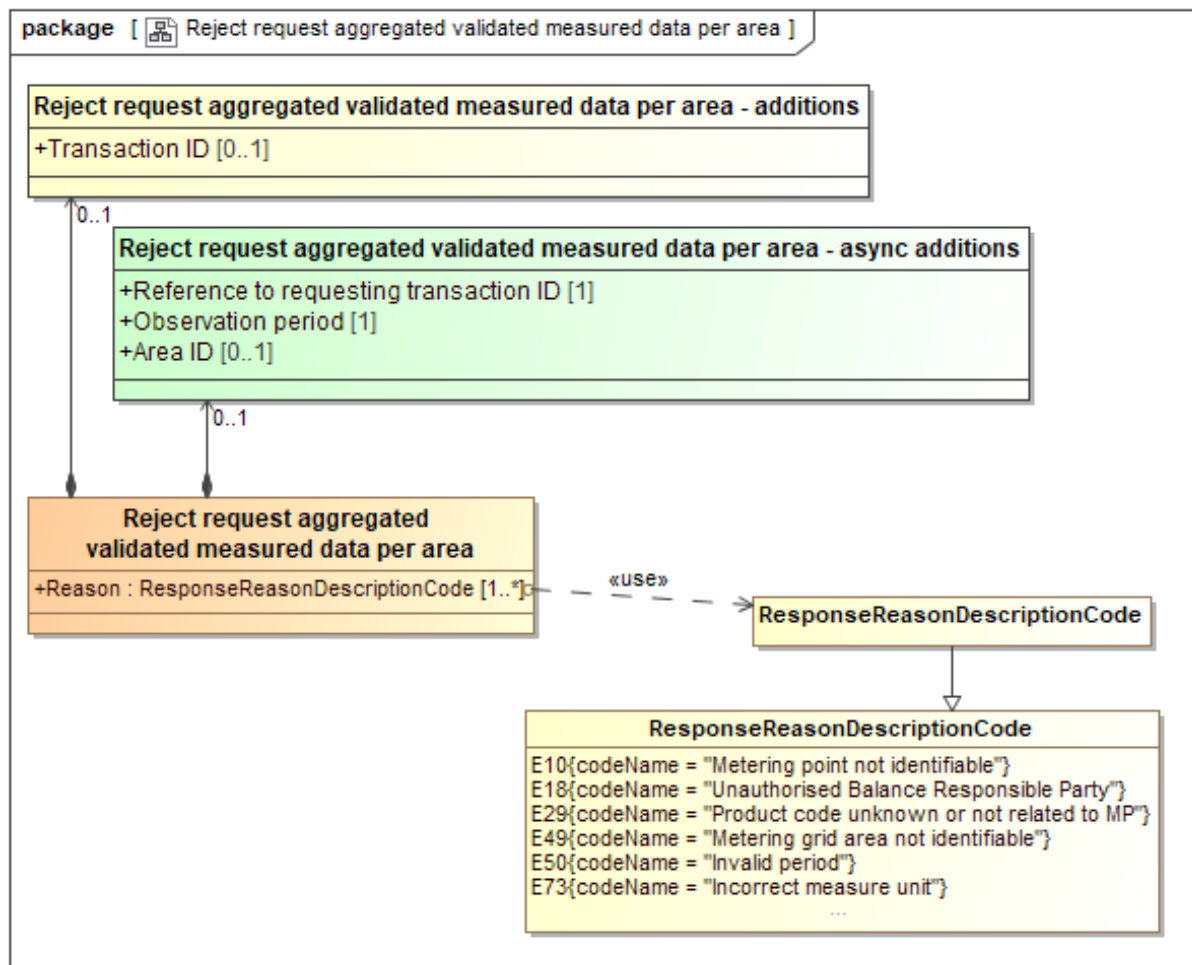 package [ Reject request aggregated validated measured data per area ]
Reject request aggregated validated measured data per area - additions
+Transaction ID [0..1]
0..1
Reject request aggregated validated measured data per area - async additions
+Reference to requesting transaction ID [1]
+Observation period [1]
+Area ID [0..1]
0..1
Reject request aggregated
validated measured data per area
+Reason : ResponseReasonDescriptionCode [1..*]
«use»
ResponseReasonDescriptionCode
ResponseReasonDescriptionCode
E10{codeName = "Metering point not identifiable"}
E18{codeName = "Unauthorised Balance Responsible Party"}
E29{codeName = "Product code unknown or not related to MP"}
E49{codeName = "Metering grid area not identifiable"}
E50{codeName = "Invalid period"}
E73{codeName = "Incorrect measure unit"}
...